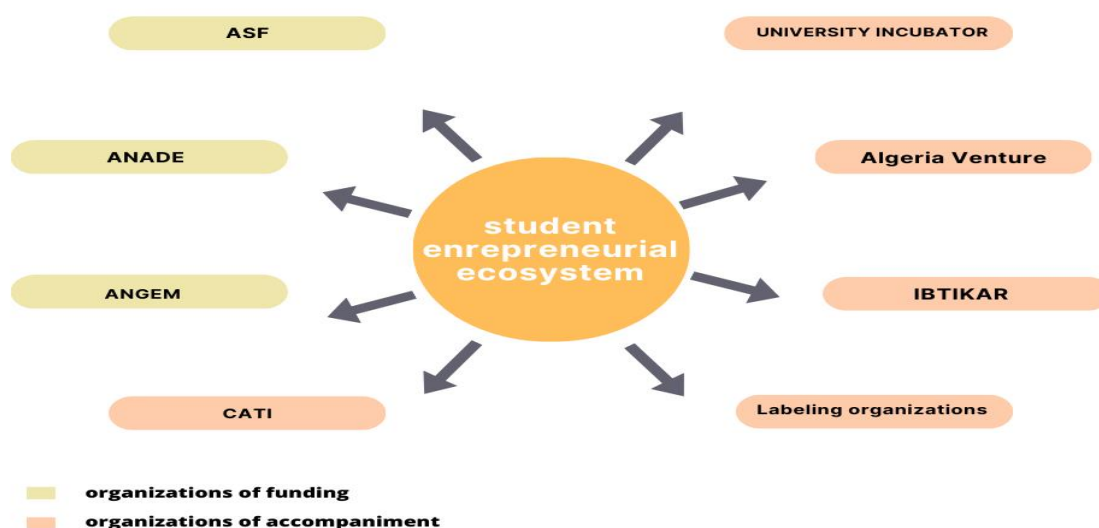 ASF
UNIVERSITY INCUBATOR
ANADE
Algeria Venture
student
enrepreneurial
ecosystem
ANGEM
IBTIKAR
CATI
Labeling organizations
organizations of funding
organizations of accompaniment